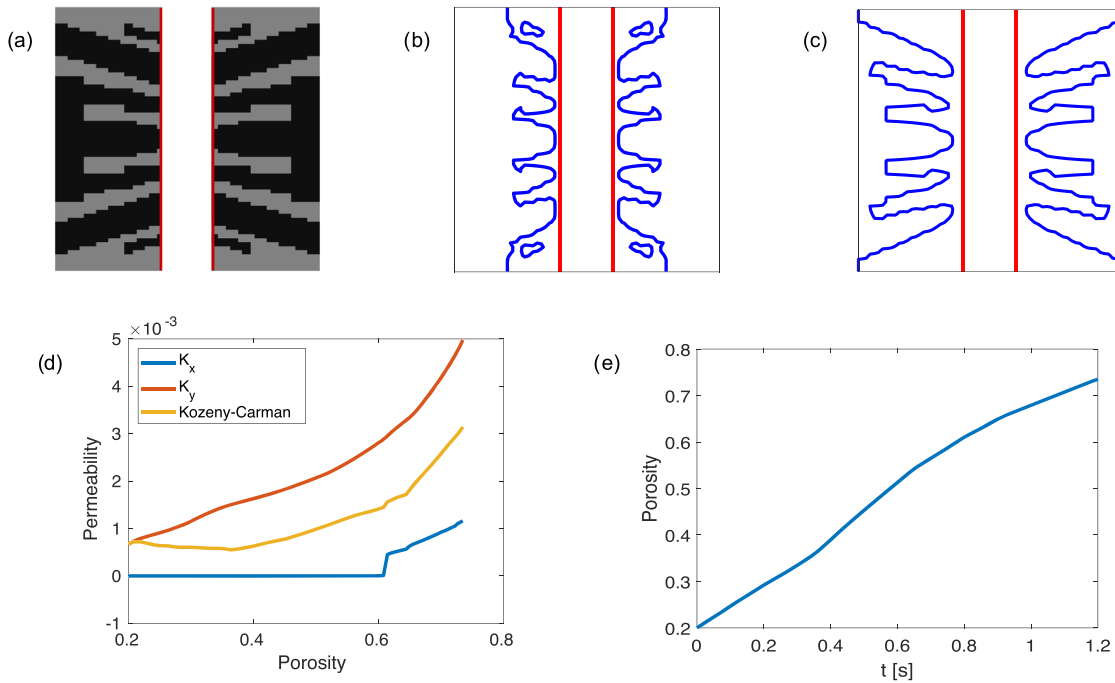 (a)
(b)
(c)
(d)
×10⁻³
5
4
3
2
1
0
-1
Permeability
K_x
K_y
Kozeny-Carman
0.2
0.4
0.6
0.8
Porosity
(e)
0.8
0.7
0.6
0.5
0.4
0.3
0.2
Porosity
0
0.2
0.4
0.6
0.8
1
1.2
t [s]